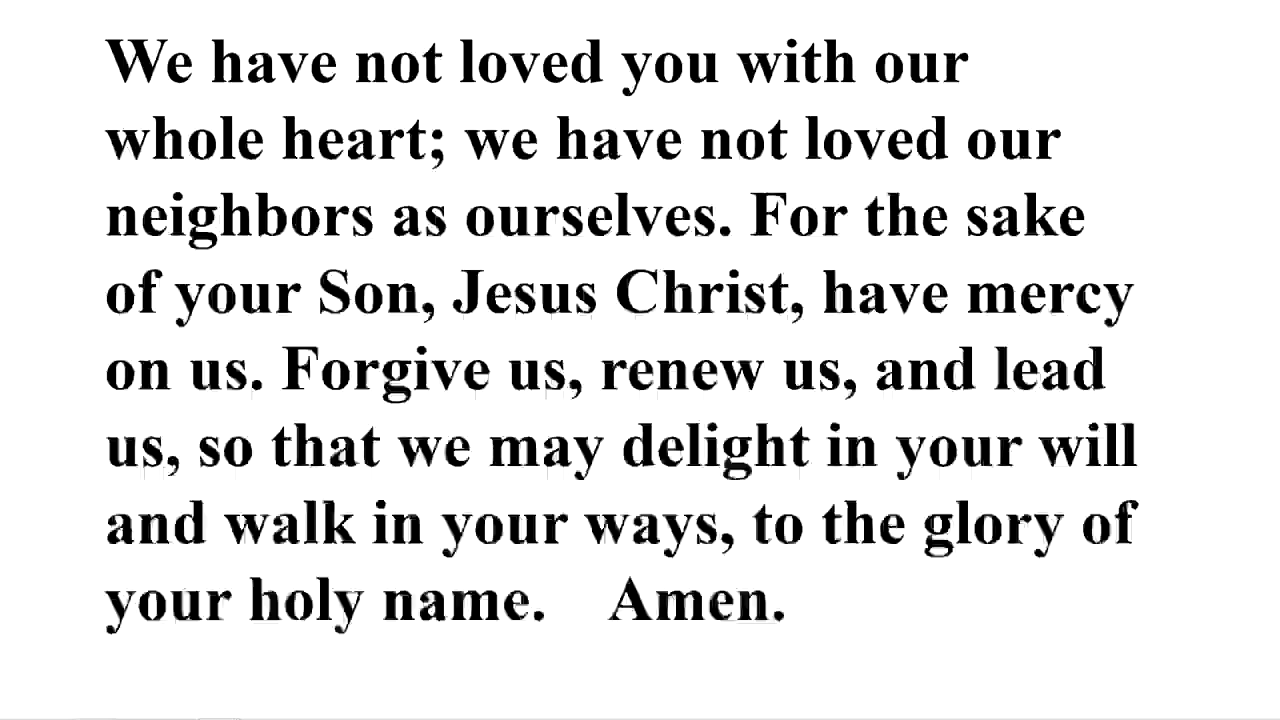 We have not loved you with our
whole heart; we have not loved our
neighbors as ourselves. For the sake
of your Son, Jesus Christ, have mercy
on us. Forgive us, renew us, and lead
us, so that we may delight in your will
and walk in your ways, to the glory of
your holy name.    Amen.